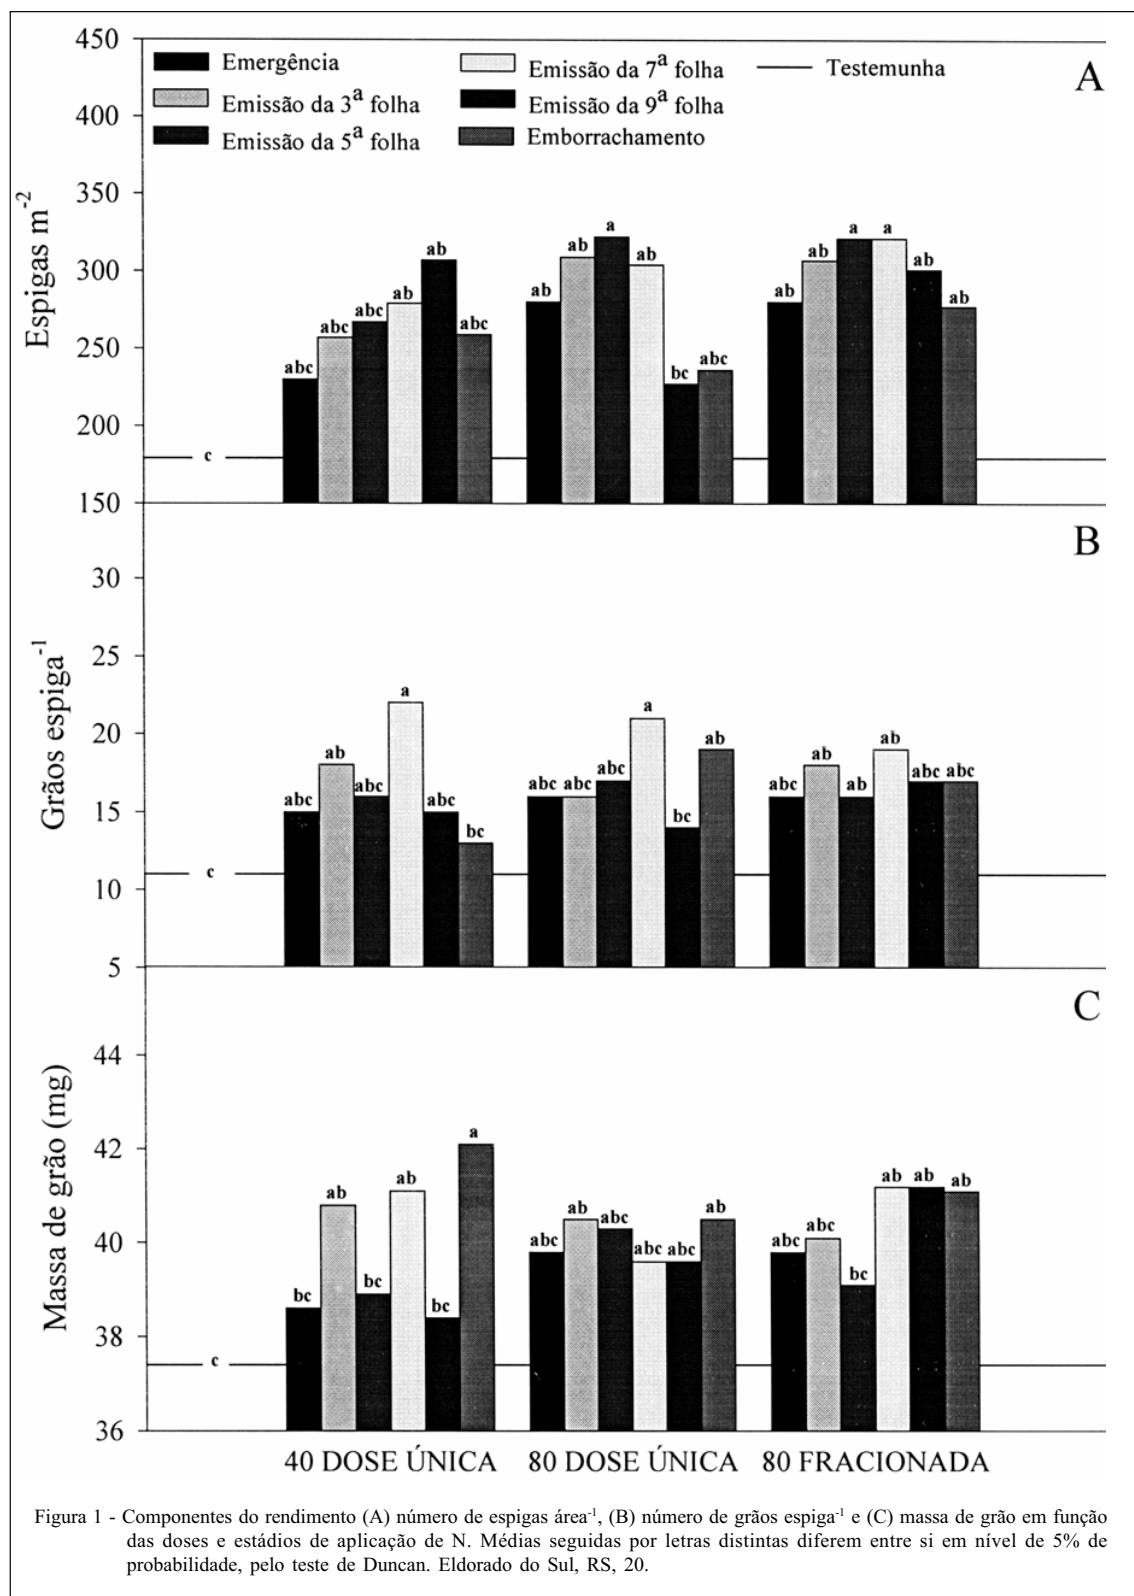 450
400
350
300
250
200
150
Espigas m-2
Emergência
Emissão da 3ª folha
Emissão da 5ª folha
Emissão da 7ª folha
Emissão da 9ª folha
Emborrachamento
Testemunha
A
c
abc abc abc ab ab abc
ab ab a ab bc abc
ab ab a a ab ab
B
30
25
20
15
10
5
Grãos espiga-1
c
abc ab abc a abc bc
abc abc abc a bc ab
abc ab ab ab abc abc
C
44
42
40
38
36
Massa de grão (mg)
c
bc ab bc ab bc a
abc ab abc abc abc ab
abc abc bc ab ab ab
40 DOSE ÚNICA 80 DOSE ÚNICA 80 FRACIONADA
Figura 1 - Componentes do rendimento (A) número de espigas área-1, (B) número de grãos espiga-1 e (C) massa de grão em função
das doses e estádios de aplicação de N. Médias seguidas por letras distintas diferem entre si em nível de 5% de
probabilidade, pelo teste de Duncan. Eldorado do Sul, RS, 20.